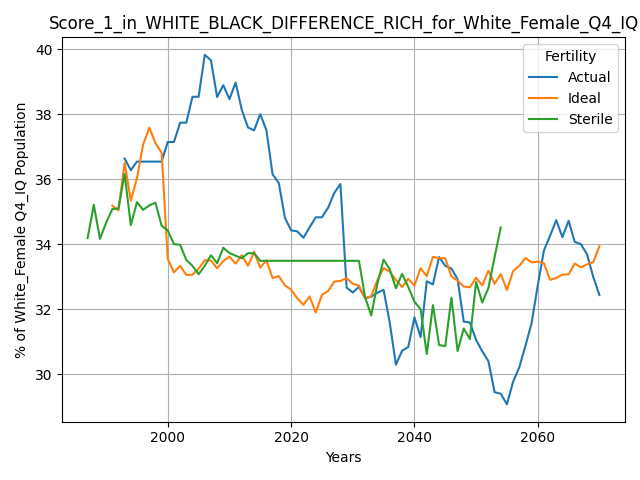 Score_1_in_WHITE_BLACK_DIFFERENCE_RICH_for_White_Female_Q4_IQ
Fertility
Actual
Ideal
Sterile
% of White_Female Q4_IQ Population
40
38
36
34
32
30
2000
2020
2040
2060
Years